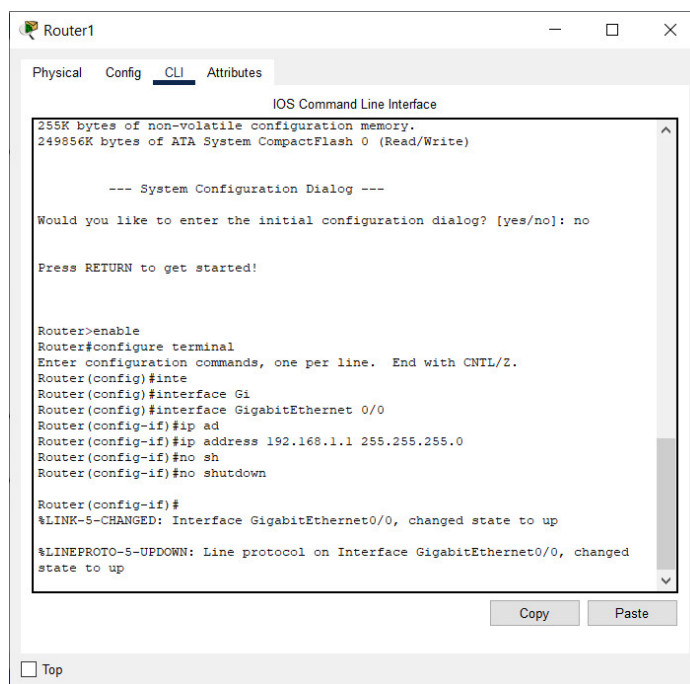 Router1
Physical Config CLI Attributes
IOS Command Line Interface
255K bytes of non-volatile configuration memory.
249856K bytes of ATA System CompactFlash 0 (Read/Write)
--- System Configuration Dialog ---
Would you like to enter the initial configuration dialog? [yes/no]: no
Press RETURN to get started!
Router>enable
Router#configure terminal
Enter configuration commands, one per line.  End with CNTL/Z.
Router(config)#inte
Router(config)#interface Gi
Router(config)#interface GigabitEthernet 0/0
Router(config-if)#ip ad
Router(config-if)#ip address 192.168.1.1 255.255.255.0
Router(config-if)#no sh
Router(config-if)#no shutdown
Router(config-if)#
%LINK-5-CHANGED: Interface GigabitEthernet0/0, changed state to up
%LINEPROTO-5-UPDOWN: Line protocol on Interface GigabitEthernet0/0, changed
state to up
Copy Paste
Top